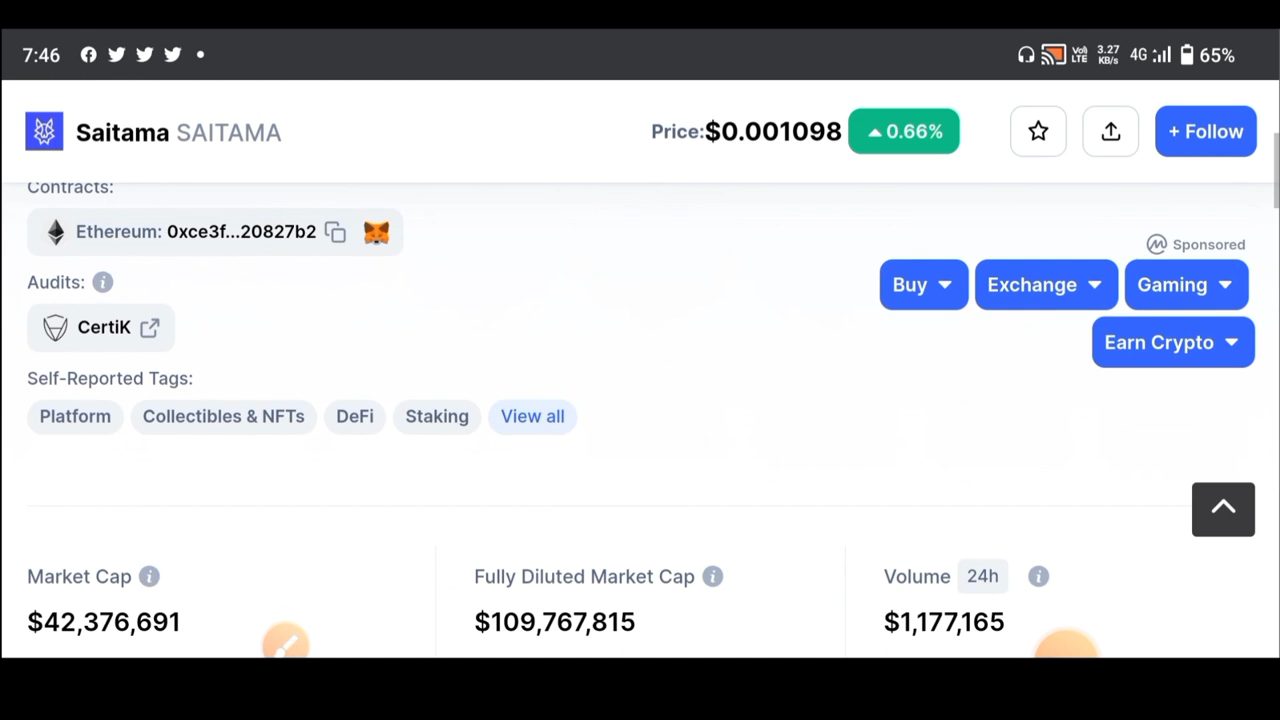 7:46 Vo) LTE 3.27 KB/s 4G 65%
Saitama SAITAMA Price:$0.001098 0.66% + Follow
Contracts:
Ethereum: 0xce3f...20827b2
Sponsored
Audits:
Buy Exchange Gaming
CertiK
Earn Crypto
Self-Reported Tags:
Platform Collectibles & NFTs DeFi Staking View all
Market Cap Fully Diluted Market Cap Volume 24h
$42,376,691 $109,767,815 $1,177,165